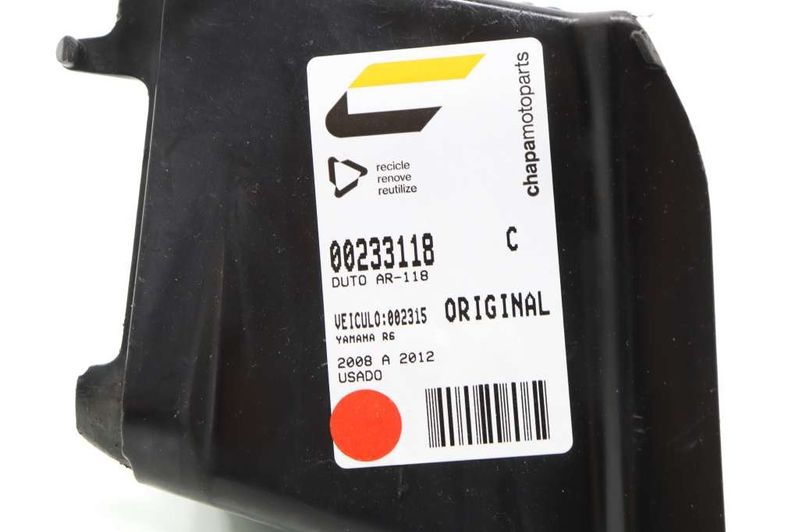 chapamotoparts
recicle
renove
reutilize
00233118 C
DUTO AR-118
VEICULO:002315 ORIGINAL
YAMAHA R6
2008 A 2012
USADO